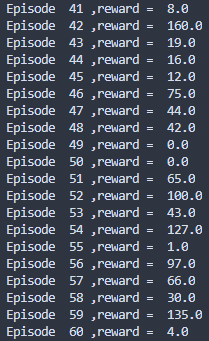 Episode  41 ,reward =  8.0
Episode  42 ,reward =  160.0
Episode  43 ,reward =  19.0
Episode  44 ,reward =  16.0
Episode  45 ,reward =  12.0
Episode  46 ,reward =  75.0
Episode  47 ,reward =  44.0
Episode  48 ,reward =  42.0
Episode  49 ,reward =  0.0
Episode  50 ,reward =  0.0
Episode  51 ,reward =  65.0
Episode  52 ,reward =  100.0
Episode  53 ,reward =  43.0
Episode  54 ,reward =  127.0
Episode  55 ,reward =  1.0
Episode  56 ,reward =  97.0
Episode  57 ,reward =  66.0
Episode  58 ,reward =  30.0
Episode  59 ,reward =  135.0
Episode  60 ,reward =  4.0